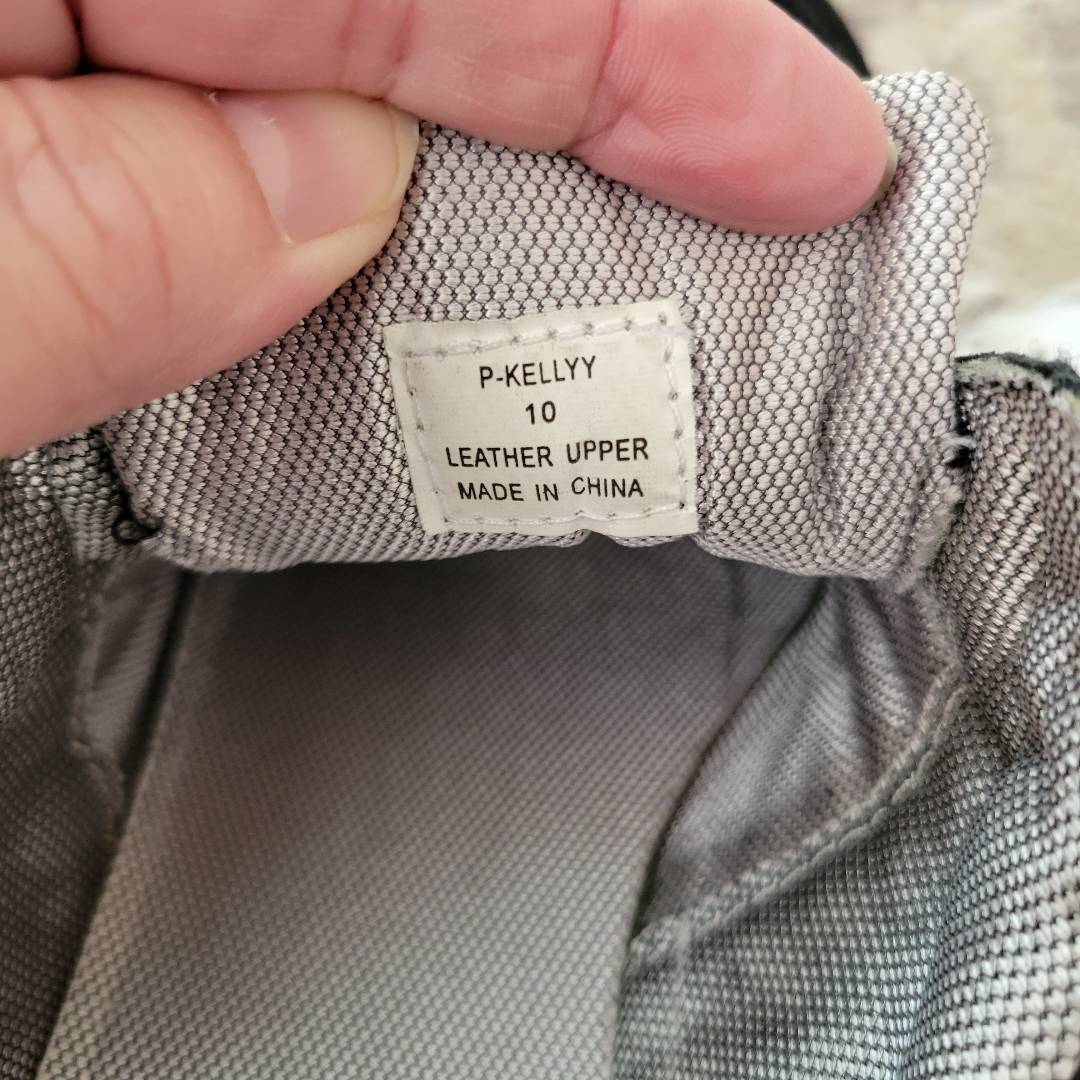 P-KELLYY
10
LEATHER UPPER
MADE IN CHINA